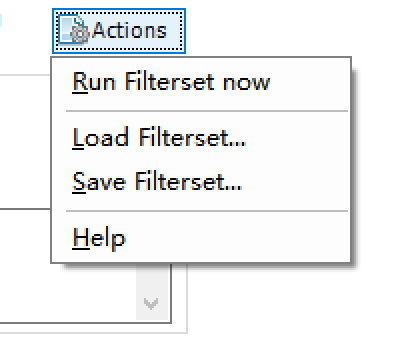 Actions
Run Filterset now
Load Filterset...
Save Filterset...
Help